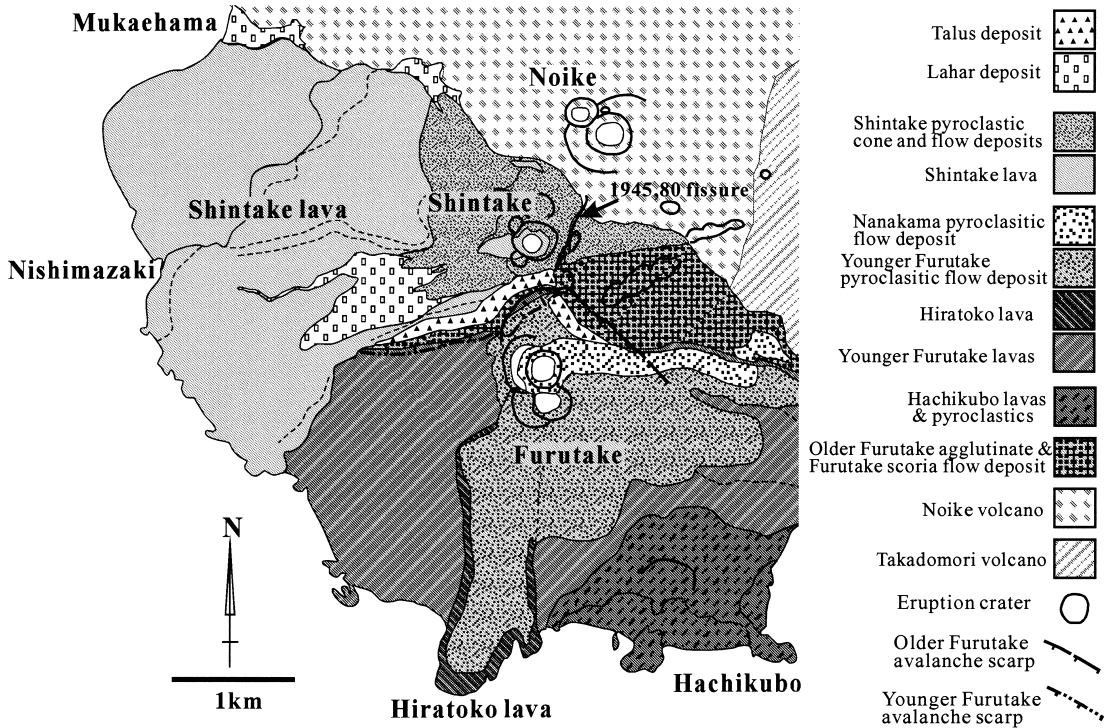 Mukaehama
Noike
1945,80 fissure
Shintake
Shintake lava
Nishimazaki
Furutake
N
1km
Hiratoko lava
Hachikubo
Talus deposit
Lahar deposit
Shintake pyroclastic
cone and flow deposits
Shintake lava
Nanakama pyroclasitic
flow deposit
Younger Furutake
pyroclasitic flow deposit
Hiratoko lava
Younger Furutake lavas
Hachikubo lavas
& pyroclastics
Older Furutake agglutinate &
Furutake scoria flow deposit
Noike volcano
Takadomori volcano
Eruption crater
Older Furutake
avalanche scarp
Younger Furutake
avalanche scarp